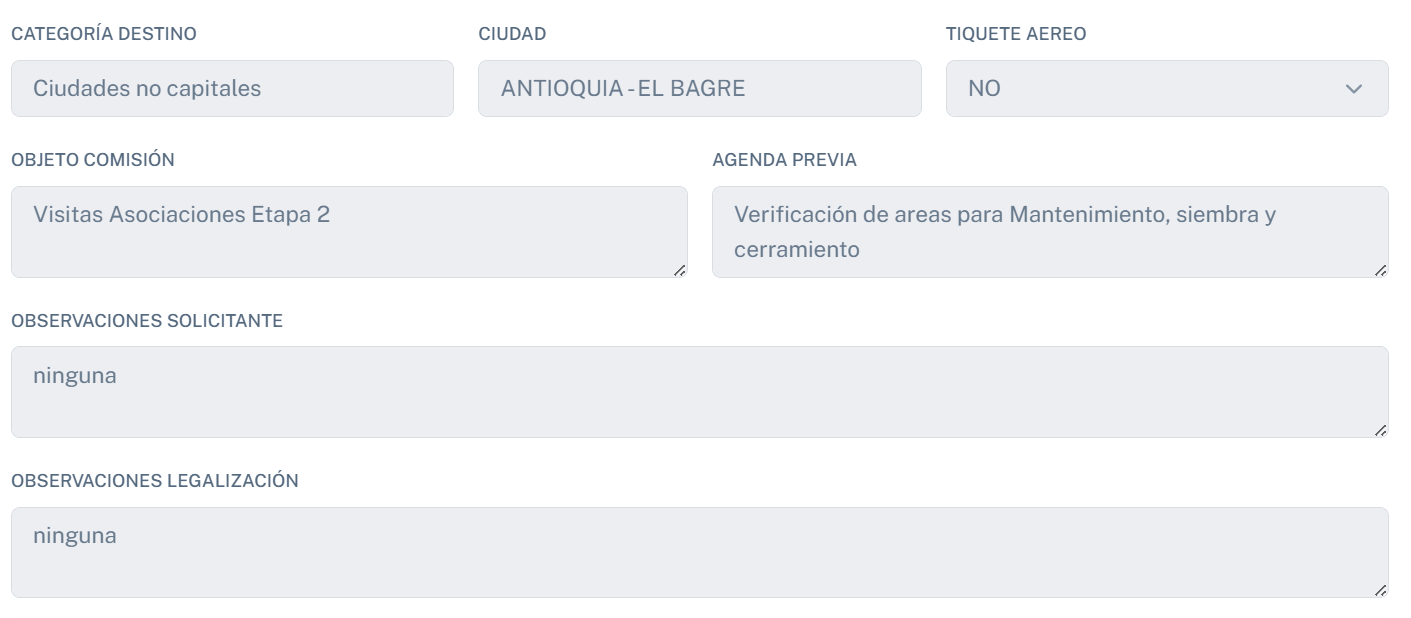 CATEGORÍA DESTINO
CIUDAD
TIQUETE AEREO
Ciudades no capitales
ANTIOQUIA - EL BAGRE
NO
OBJETO COMISIÓN
AGENDA PREVIA
Visitas Asociaciones Etapa 2
Verificación de areas para Mantenimiento, siembra y
cerramiento
OBSERVACIONES SOLICITANTE
ninguna
OBSERVACIONES LEGALIZACIÓN
ninguna